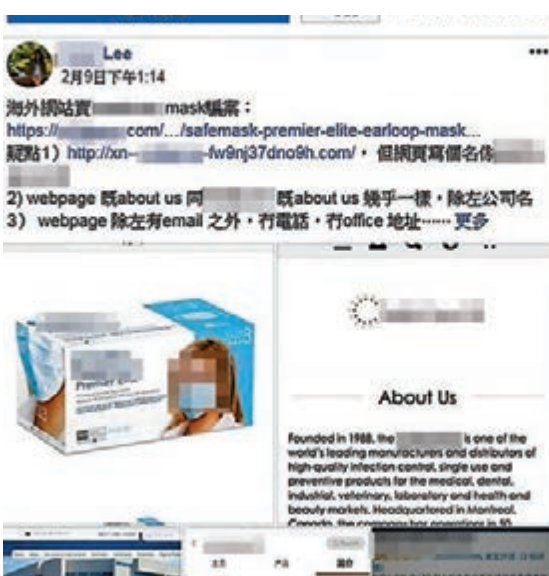 Lee
2月9日下午1:14
海外網站賣 mask騙案：
https:// com/.../safemask-premier-elite-earloop-mask...
疑點1）http://xn- -fw9nj37dno9h.com/，但網頁寫個名係
2) webpage 既about us 同 既about us 幾乎一樣，除左公司名
3） webpage 除左有email 之外，冇電話，冇office 地址⋯⋯ 更多
Premier
About Us
Founded in 1988, the is one of the
world's leading manufacturers and distributors of
high-quality infection control, single use and
preventive products for the medical, dental,
industrial, veterinary, laboratory and health and
beauty markets. Headquartered in Montreal,
Canada, the company has operations in 50
主頁 产品 簡介